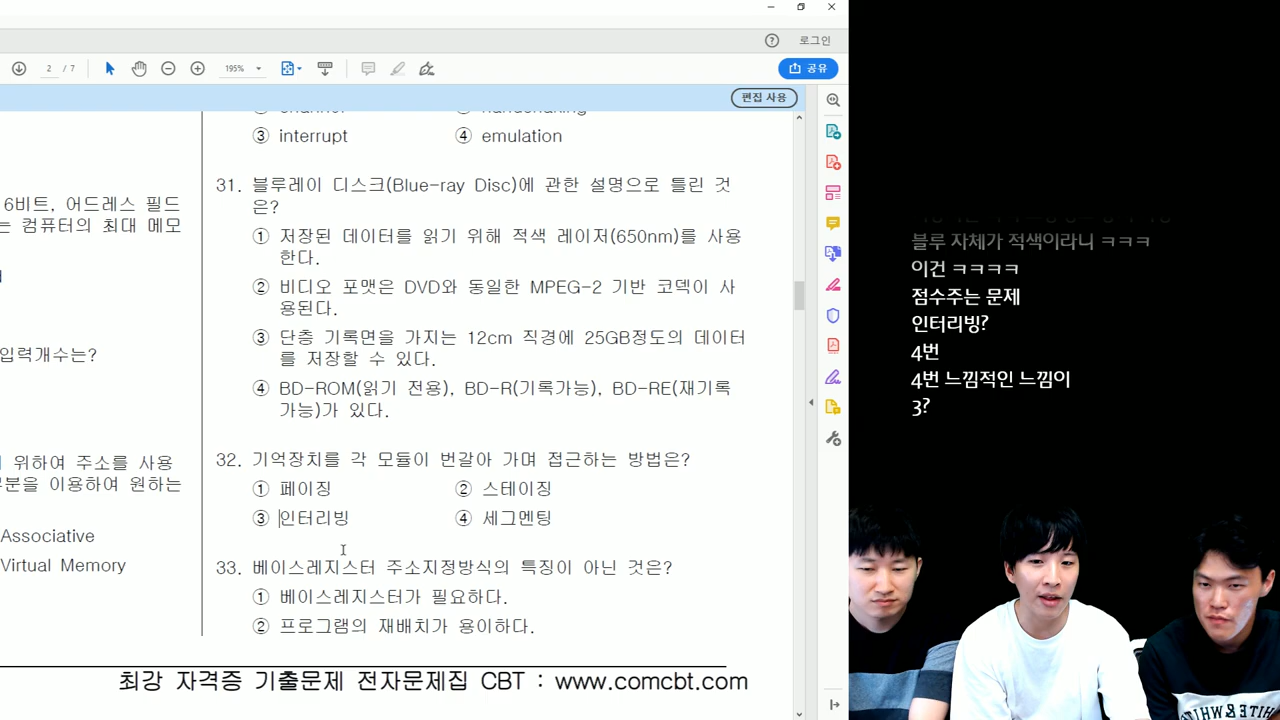 로그인
2 / 7
195%
공유
편집 사용
③ interrupt ④ emulation
6비트, 어드레스 필드
는 컴퓨터의 최대 메모
입력개수는?
위하여 주소를 사용
부분을 이용하여 원하는
Associative
Virtual Memory
31. 블루레이 디스크(Blue-ray Disc)에 관한 설명으로 틀린 것
은?
① 저장된 데이터를 읽기 위해 적색 레이저(650nm)를 사용
한다.
② 비디오 포맷은 DVD와 동일한 MPEG-2 기반 코덱이 사
용된다.
③ 단층 기록면을 가지는 12cm 직경에 25GB정도의 데이터
를 저장할 수 있다.
④ BD-ROM(읽기 전용), BD-R(기록가능), BD-RE(재기록
가능)가 있다.
32. 기억장치를 각 모듈이 번갈아 가며 접근하는 방법은?
① 페이징 ② 스테이징
③ 인터리빙 ④ 세그멘팅
33. 베이스레지스터 주소지정방식의 특징이 아닌 것은?
① 베이스레지스터가 필요하다.
② 프로그램의 재배치가 용이하다.
최강 자격증 기출문제 전자문제집 CBT : www.comcbt.com
블루 자체가 적색이라니 ㅋㅋㅋ
이건 ㅋㅋㅋㅋ
점수주는 문제
인터리빙?
4번
4번 느낌적인 느낌이
3?